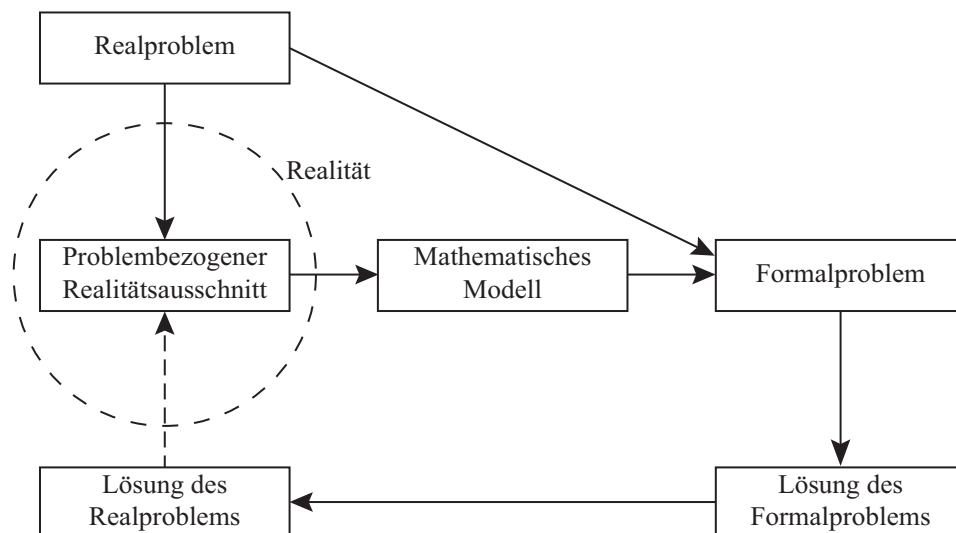 Realproblem
Realität
Problembezogener
Realitätsausschnitt
Mathematisches
Modell
Formalproblem
Lösung des
Realproblems
Lösung des
Formalproblems